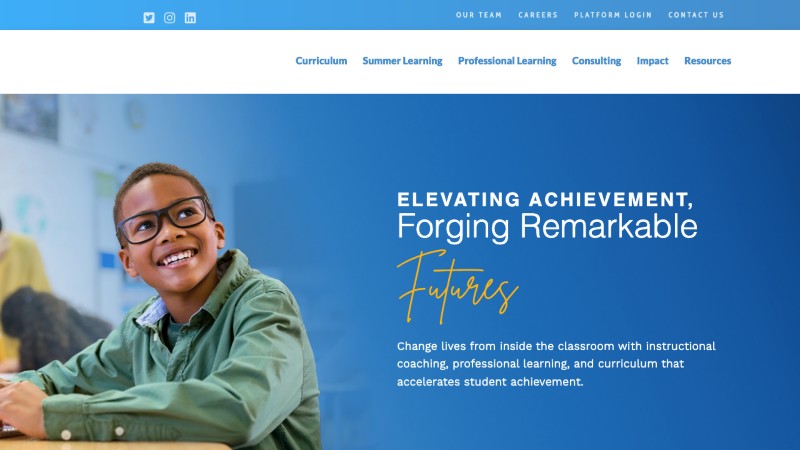 OUR TEAM CAREERS PLATFORM LOGIN CONTACT US
Curriculum Summer Learning Professional Learning Consulting Impact Resources
ELEVATING ACHIEVEMENT,
Forging Remarkable
Futures
Change lives from inside the classroom with instructional
coaching, professional learning, and curriculum that
accelerates student achievement.